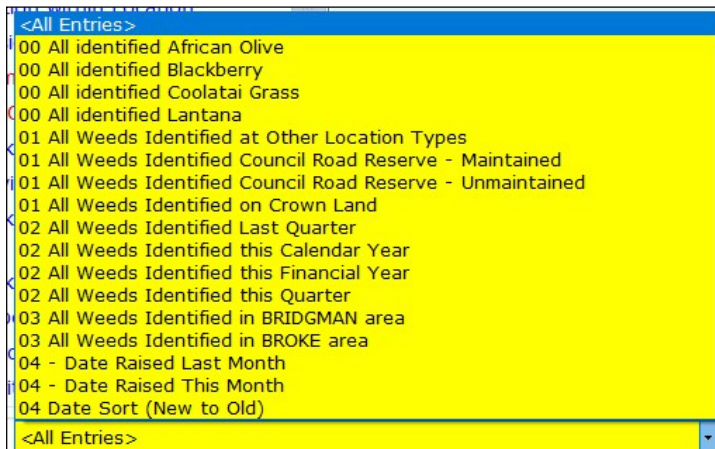 <All Entries>
00 All identified African Olive
00 All identified Blackberry
00 All identified Coolatai Grass
00 All identified Lantana
01 All Weeds Identified at Other Location Types
01 All Weeds Identified Council Road Reserve - Maintained
01 All Weeds Identified Council Road Reserve - Unmaintained
01 All Weeds Identified on Crown Land
02 All Weeds Identified Last Quarter
02 All Weeds Identified this Calendar Year
02 All Weeds Identified this Financial Year
02 All Weeds Identified this Quarter
03 All Weeds Identified in BRIDGMAN area
03 All Weeds Identified in BROKE area
04 - Date Raised Last Month
04 - Date Raised This Month
04 Date Sort (New to Old)
<All Entries>